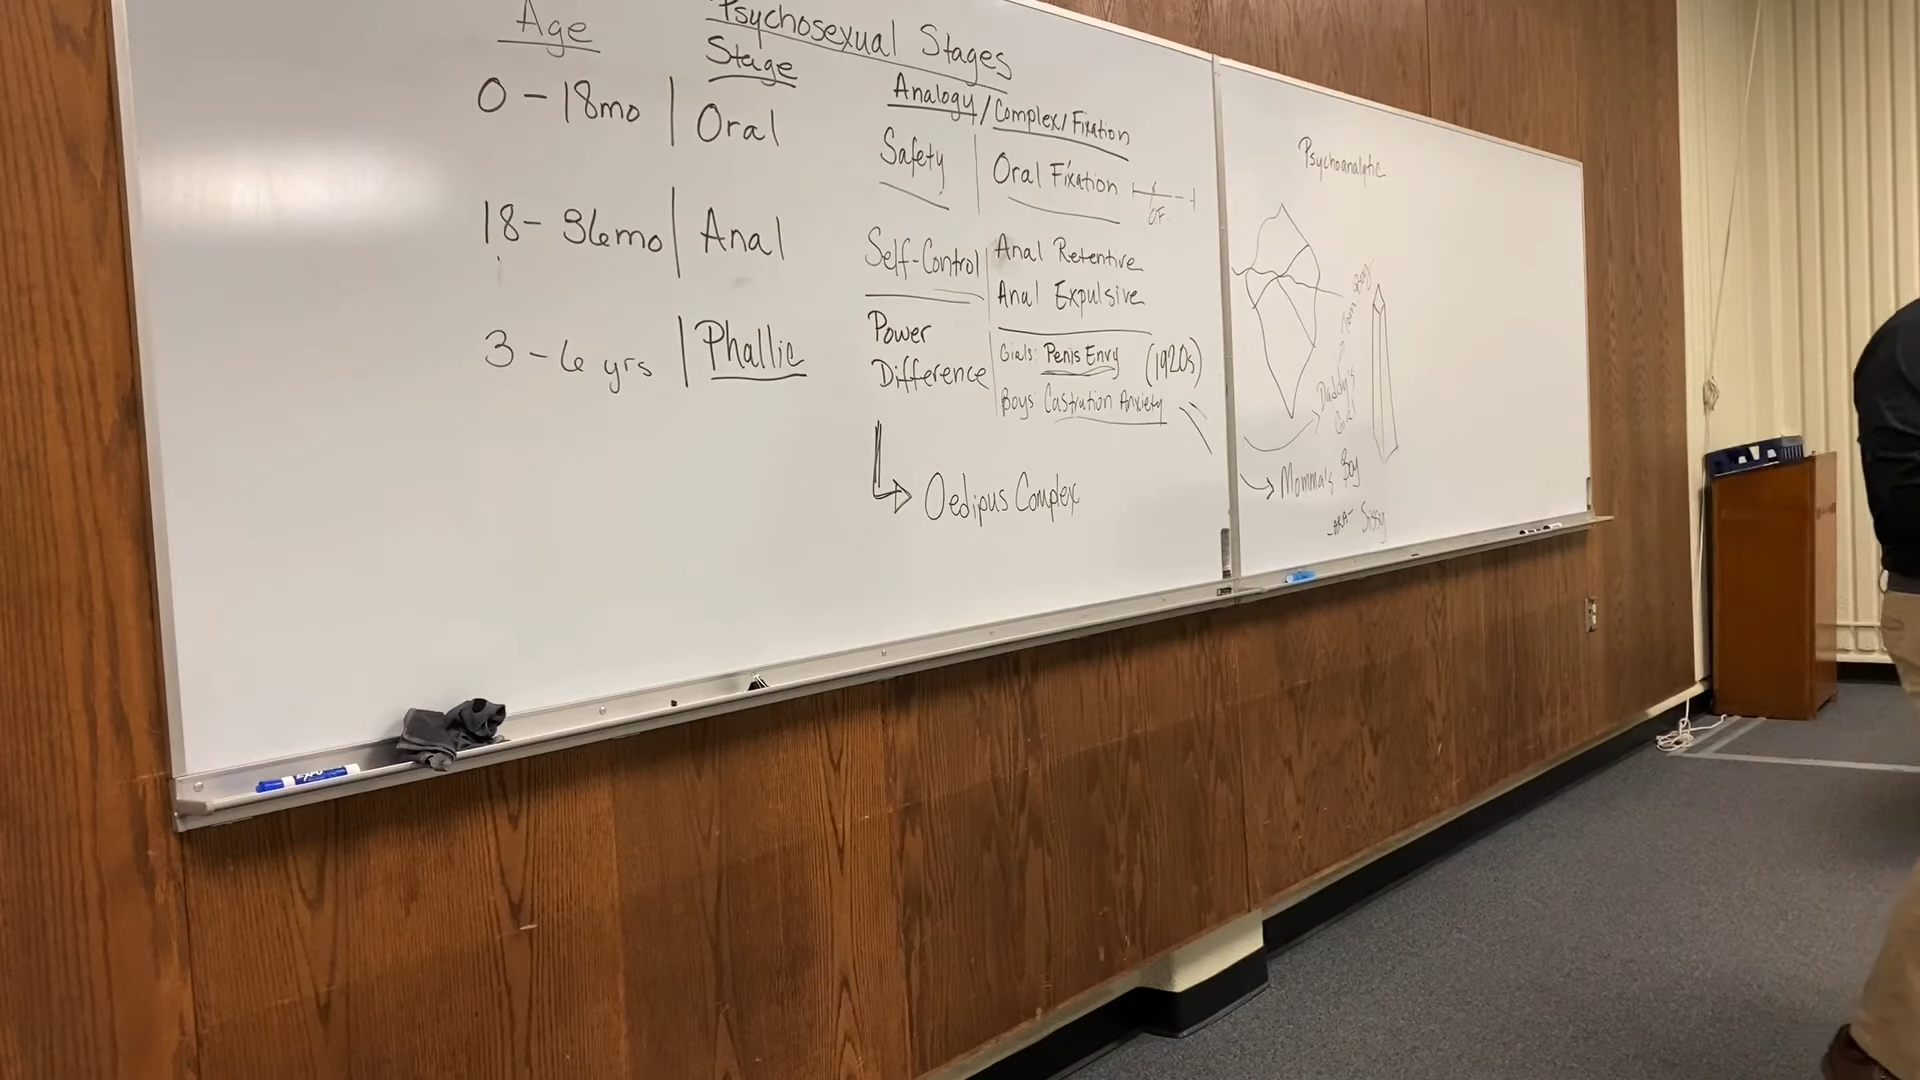 Age
Psychosexual Stages
Stage
Analogy/Complex/Fixation
0-18mo | Oral
Safety
Oral Fixation
OF
18-36mo | Anal
Self-Control
Anal Retentive
Anal Expulsive
3-6 yrs | Phallic
Power
Difference
Girls: Penis Envy (1920s)
Boys Castration Anxiety
Oedipus Complex
Psychoanalytic
Tom Boy
Daddy's
Girl
Momma's Boy
-AKA- Sissy
EXPO